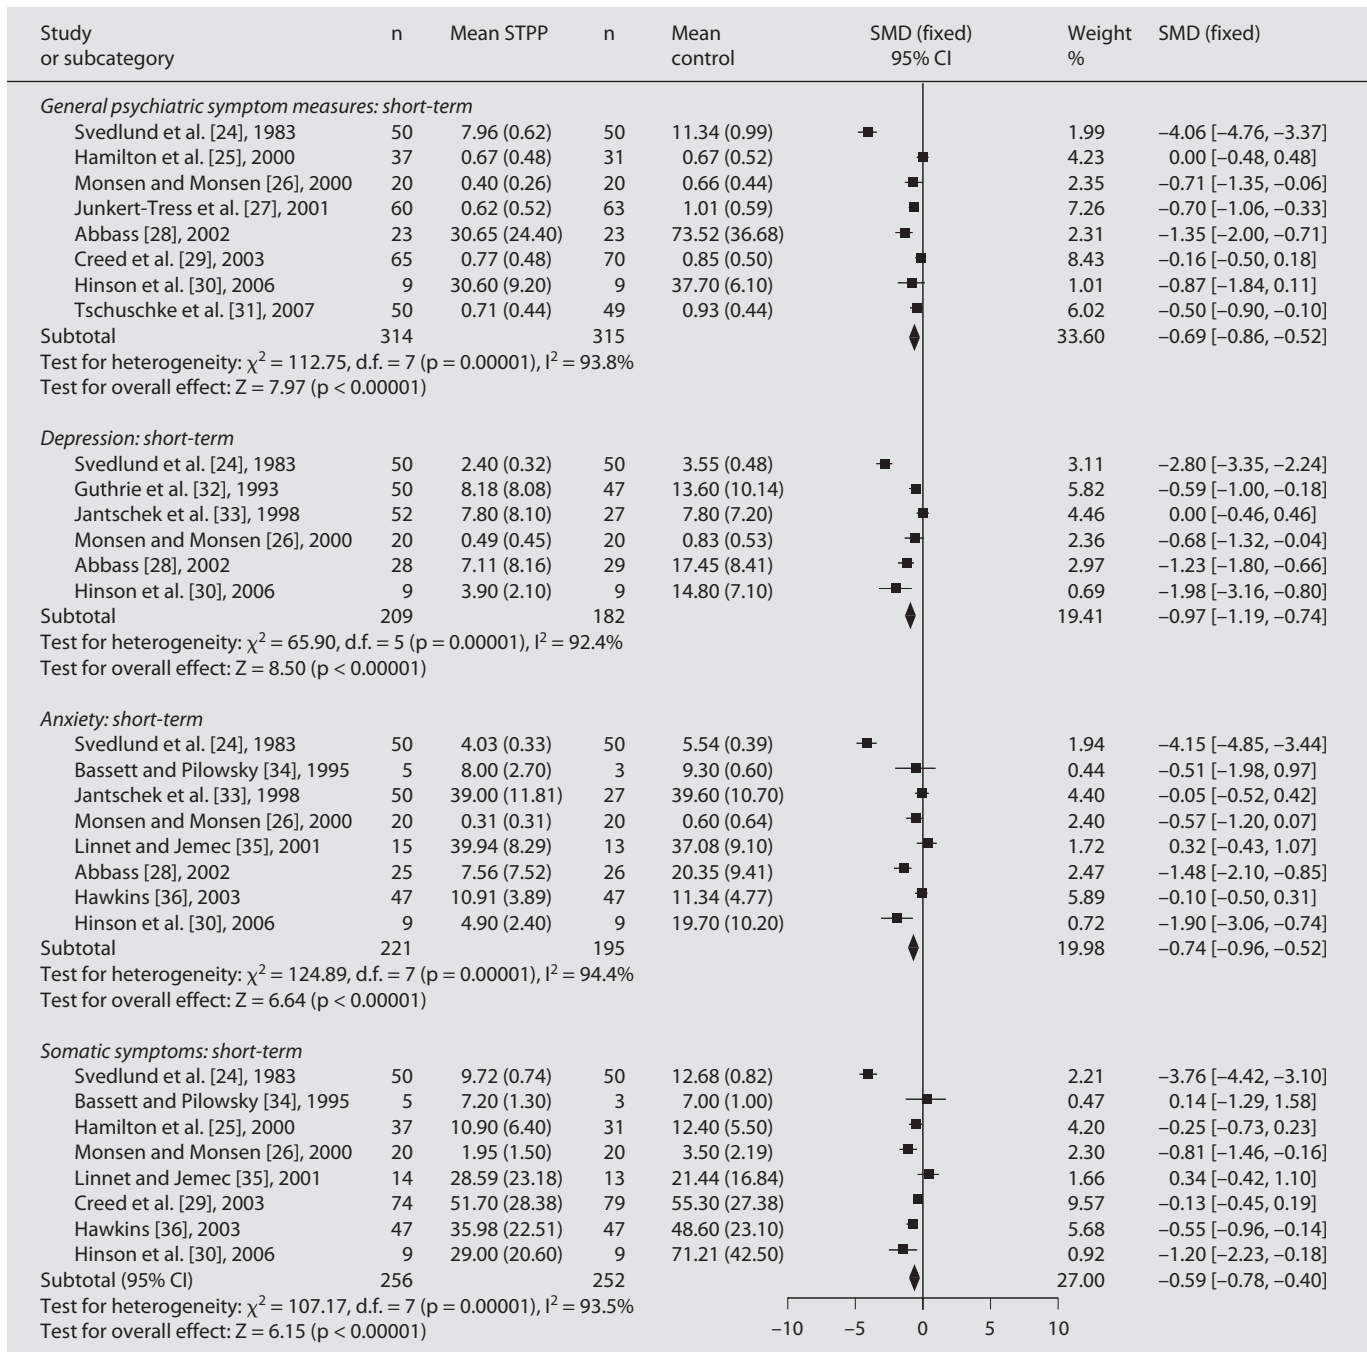 Study n Mean STPP n Mean SMD (fixed) Weight SMD (fixed)
or subcategory control 95% CI %
General psychiatric symptom measures: short-term
Svedlund et al. [24], 1983 50 7.96 (0.62) 50 11.34 (0.99) 1.99 –4.06 [–4.76, –3.37]
Hamilton et al. [25], 2000 37 0.67 (0.48) 31 0.67 (0.52) 4.23 0.00 [–0.48, 0.48]
Monsen and Monsen [26], 2000 20 0.40 (0.26) 20 0.66 (0.44) 2.35 –0.71 [–1.35, –0.06]
Junkert-Tress et al. [27], 2001 60 0.62 (0.52) 63 1.01 (0.59) 7.26 –0.70 [–1.06, –0.33]
Abbass [28], 2002 23 30.65 (24.40) 23 73.52 (36.68) 2.31 –1.35 [–2.00, –0.71]
Creed et al. [29], 2003 65 0.77 (0.48) 70 0.85 (0.50) 8.43 –0.16 [–0.50, 0.18]
Hinson et al. [30], 2006 9 30.60 (9.20) 9 37.70 (6.10) 1.01 –0.87 [–1.84, 0.11]
Tschuschke et al. [31], 2007 50 0.71 (0.44) 49 0.93 (0.44) 6.02 –0.50 [–0.90, –0.10]
Subtotal 314 315 33.60 –0.69 [–0.86, –0.52]
Test for heterogeneity: χ² = 112.75, d.f. = 7 (p = 0.00001), I² = 93.8%
Test for overall effect: Z = 7.97 (p < 0.00001)
Depression: short-term
Svedlund et al. [24], 1983 50 2.40 (0.32) 50 3.55 (0.48) 3.11 –2.80 [–3.35, –2.24]
Guthrie et al. [32], 1993 50 8.18 (8.08) 47 13.60 (10.14) 5.82 –0.59 [–1.00, –0.18]
Jantschek et al. [33], 1998 52 7.80 (8.10) 27 7.80 (7.20) 4.46 0.00 [–0.46, 0.46]
Monsen and Monsen [26], 2000 20 0.49 (0.45) 20 0.83 (0.53) 2.36 –0.68 [–1.32, –0.04]
Abbass [28], 2002 28 7.11 (8.16) 29 17.45 (8.41) 2.97 –1.23 [–1.80, –0.66]
Hinson et al. [30], 2006 9 3.90 (2.10) 9 14.80 (7.10) 0.69 –1.98 [–3.16, –0.80]
Subtotal 209 182 19.41 –0.97 [–1.19, –0.74]
Test for heterogeneity: χ² = 65.90, d.f. = 5 (p = 0.00001), I² = 92.4%
Test for overall effect: Z = 8.50 (p < 0.00001)
Anxiety: short-term
Svedlund et al. [24], 1983 50 4.03 (0.33) 50 5.54 (0.39) 1.94 –4.15 [–4.85, –3.44]
Bassett and Pilowsky [34], 1995 5 8.00 (2.70) 3 9.30 (0.60) 0.44 –0.51 [–1.98, 0.97]
Jantschek et al. [33], 1998 50 39.00 (11.81) 27 39.60 (10.70) 4.40 –0.05 [–0.52, 0.42]
Monsen and Monsen [26], 2000 20 0.31 (0.31) 20 0.60 (0.64) 2.40 –0.57 [–1.20, 0.07]
Linnet and Jemec [35], 2001 15 39.94 (8.29) 13 37.08 (9.10) 1.72 0.32 [–0.43, 1.07]
Abbass [28], 2002 25 7.56 (7.52) 26 20.35 (9.41) 2.47 –1.48 [–2.10, –0.85]
Hawkins [36], 2003 47 10.91 (3.89) 47 11.34 (4.77) 5.89 –0.10 [–0.50, 0.31]
Hinson et al. [30], 2006 9 4.90 (2.40) 9 19.70 (10.20) 0.72 –1.90 [–3.06, –0.74]
Subtotal 221 195 19.98 –0.74 [–0.96, –0.52]
Test for heterogeneity: χ² = 124.89, d.f. = 7 (p = 0.00001), I² = 94.4%
Test for overall effect: Z = 6.64 (p < 0.00001)
Somatic symptoms: short-term
Svedlund et al. [24], 1983 50 9.72 (0.74) 50 12.68 (0.82) 2.21 –3.76 [–4.42, –3.10]
Bassett and Pilowsky [34], 1995 5 7.20 (1.30) 3 7.00 (1.00) 0.47 0.14 [–1.29, 1.58]
Hamilton et al. [25], 2000 37 10.90 (6.40) 31 12.40 (5.50) 4.20 –0.25 [–0.73, 0.23]
Monsen and Monsen [26], 2000 20 1.95 (1.50) 20 3.50 (2.19) 2.30 –0.81 [–1.46, –0.16]
Linnet and Jemec [35], 2001 14 28.59 (23.18) 13 21.44 (16.84) 1.66 0.34 [–0.42, 1.10]
Creed et al. [29], 2003 74 51.70 (28.38) 79 55.30 (27.38) 9.57 –0.13 [–0.45, 0.19]
Hawkins [36], 2003 47 35.98 (22.51) 47 48.60 (23.10) 5.68 –0.55 [–0.96, –0.14]
Hinson et al. [30], 2006 9 29.00 (20.60) 9 71.21 (42.50) 0.92 –1.20 [–2.23, –0.18]
Subtotal (95% CI) 256 252 27.00 –0.59 [–0.78, –0.40]
Test for heterogeneity: χ² = 107.17, d.f. = 7 (p = 0.00001), I² = 93.5%
Test for overall effect: Z = 6.15 (p < 0.00001) –10 –5 0 5 10